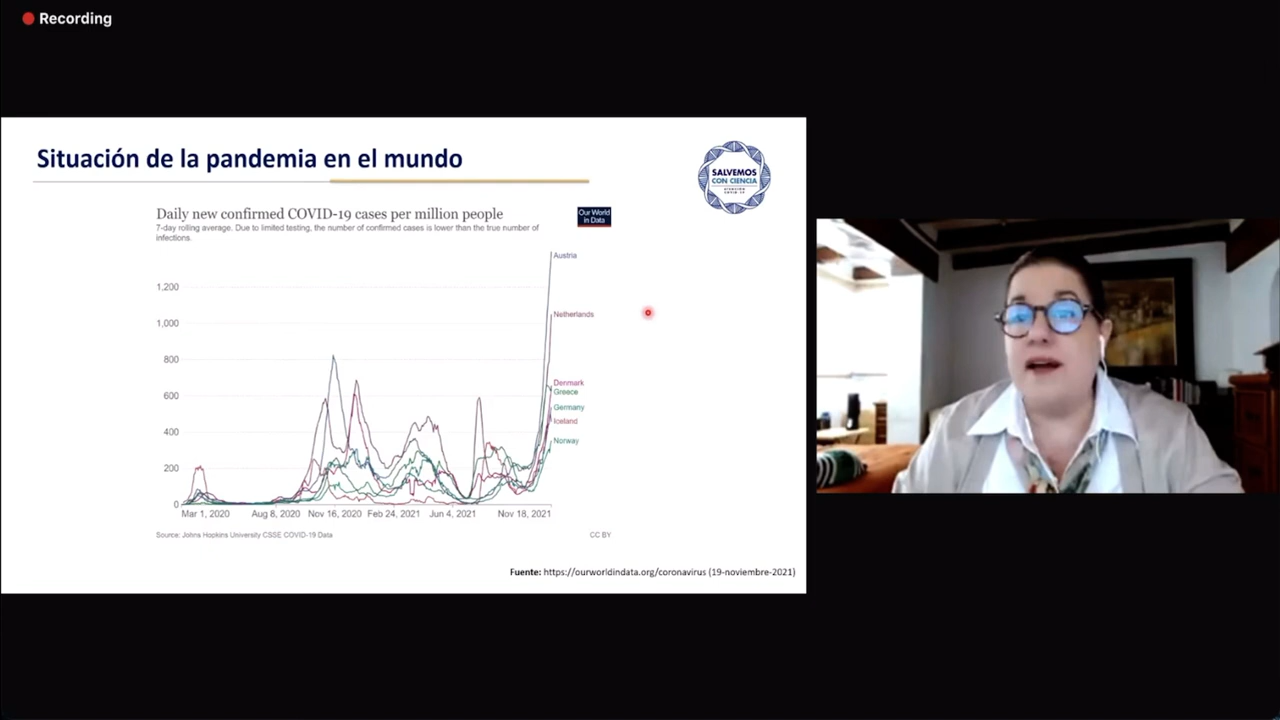 Recording
Situación de la pandemia en el mundo
SALVEMOS
CON CIENCIA
Daily new confirmed COVID-19 cases per million people
Our World
in Data
7-day rolling average. Due to limited testing, the number of confirmed cases is lower than the true number of
infections.
Austria
1,200
Netherlands
1,000
800
Denmark
600
Greece
Germany
400
Iceland
Norway
200
0
Mar 1, 2020 Aug 8, 2020 Nov 16, 2020 Feb 24, 2021 Jun 4, 2021 Nov 18, 2021
Source: Johns Hopkins University CSSE COVID-19 Data
CC BY
Fuente: https://ourworldindata.org/coronavirus (19-noviembre-2021)